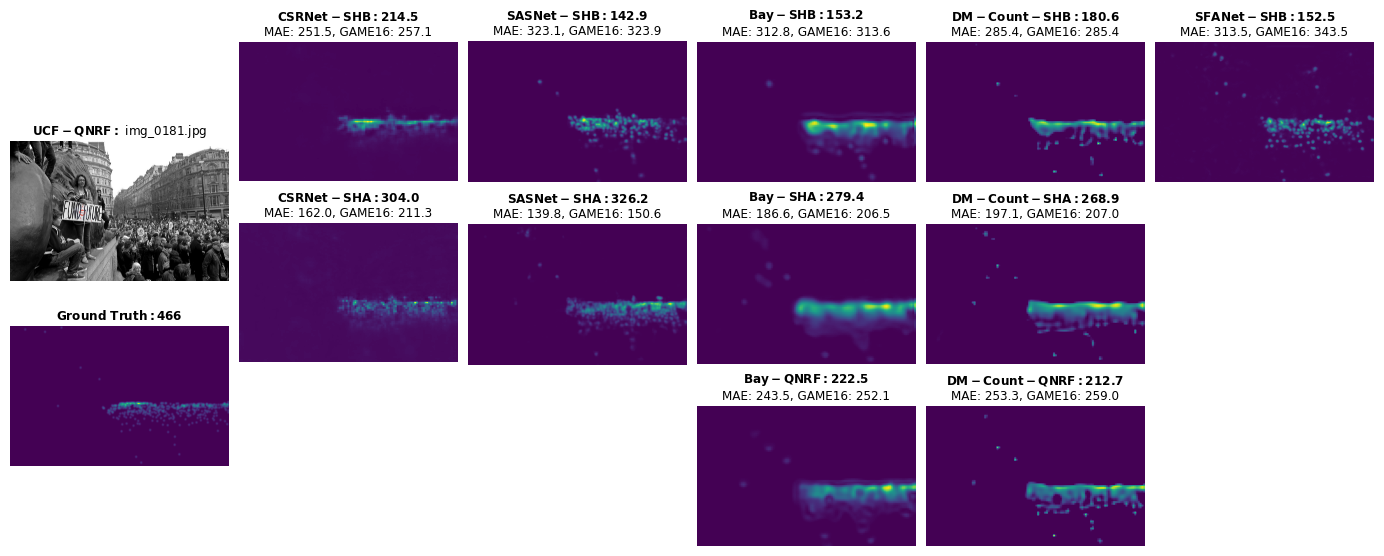 CSRNet − SHB : 214.5
MAE: 251.5, GAME16: 257.1
SASNet − SHB : 142.9
MAE: 323.1, GAME16: 323.9
Bay − SHB : 153.2
MAE: 312.8, GAME16: 313.6
DM − Count − SHB : 180.6
MAE: 285.4, GAME16: 285.4
SFANet − SHB : 152.5
MAE: 313.5, GAME16: 343.5
UCF − QNRF : img_0181.jpg
CSRNet − SHA : 304.0
MAE: 162.0, GAME16: 211.3
SASNet − SHA : 326.2
MAE: 139.8, GAME16: 150.6
Bay − SHA : 279.4
MAE: 186.6, GAME16: 206.5
DM − Count − SHA : 268.9
MAE: 197.1, GAME16: 207.0
Ground Truth : 466
Bay − QNRF : 222.5
MAE: 243.5, GAME16: 252.1
DM − Count − QNRF : 212.7
MAE: 253.3, GAME16: 259.0